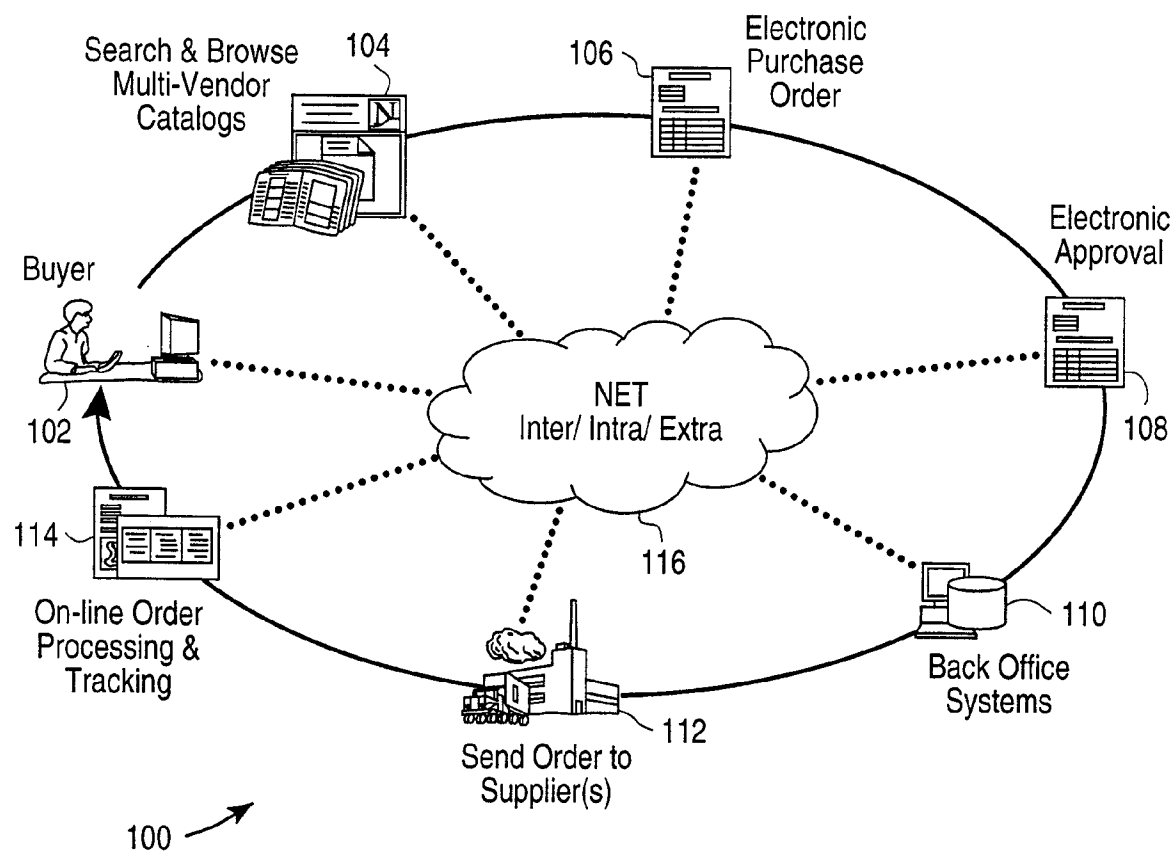 Search & Browse
Multi-Vendor
Catalogs
104
N
106
Electronic
Purchase
Order
Electronic
Approval
108
Buyer
102
NET
Inter/ Intra/ Extra
116
114
On-line Order
Processing &
Tracking
110
Back Office
Systems
112
Send Order to
Supplier(s)
100